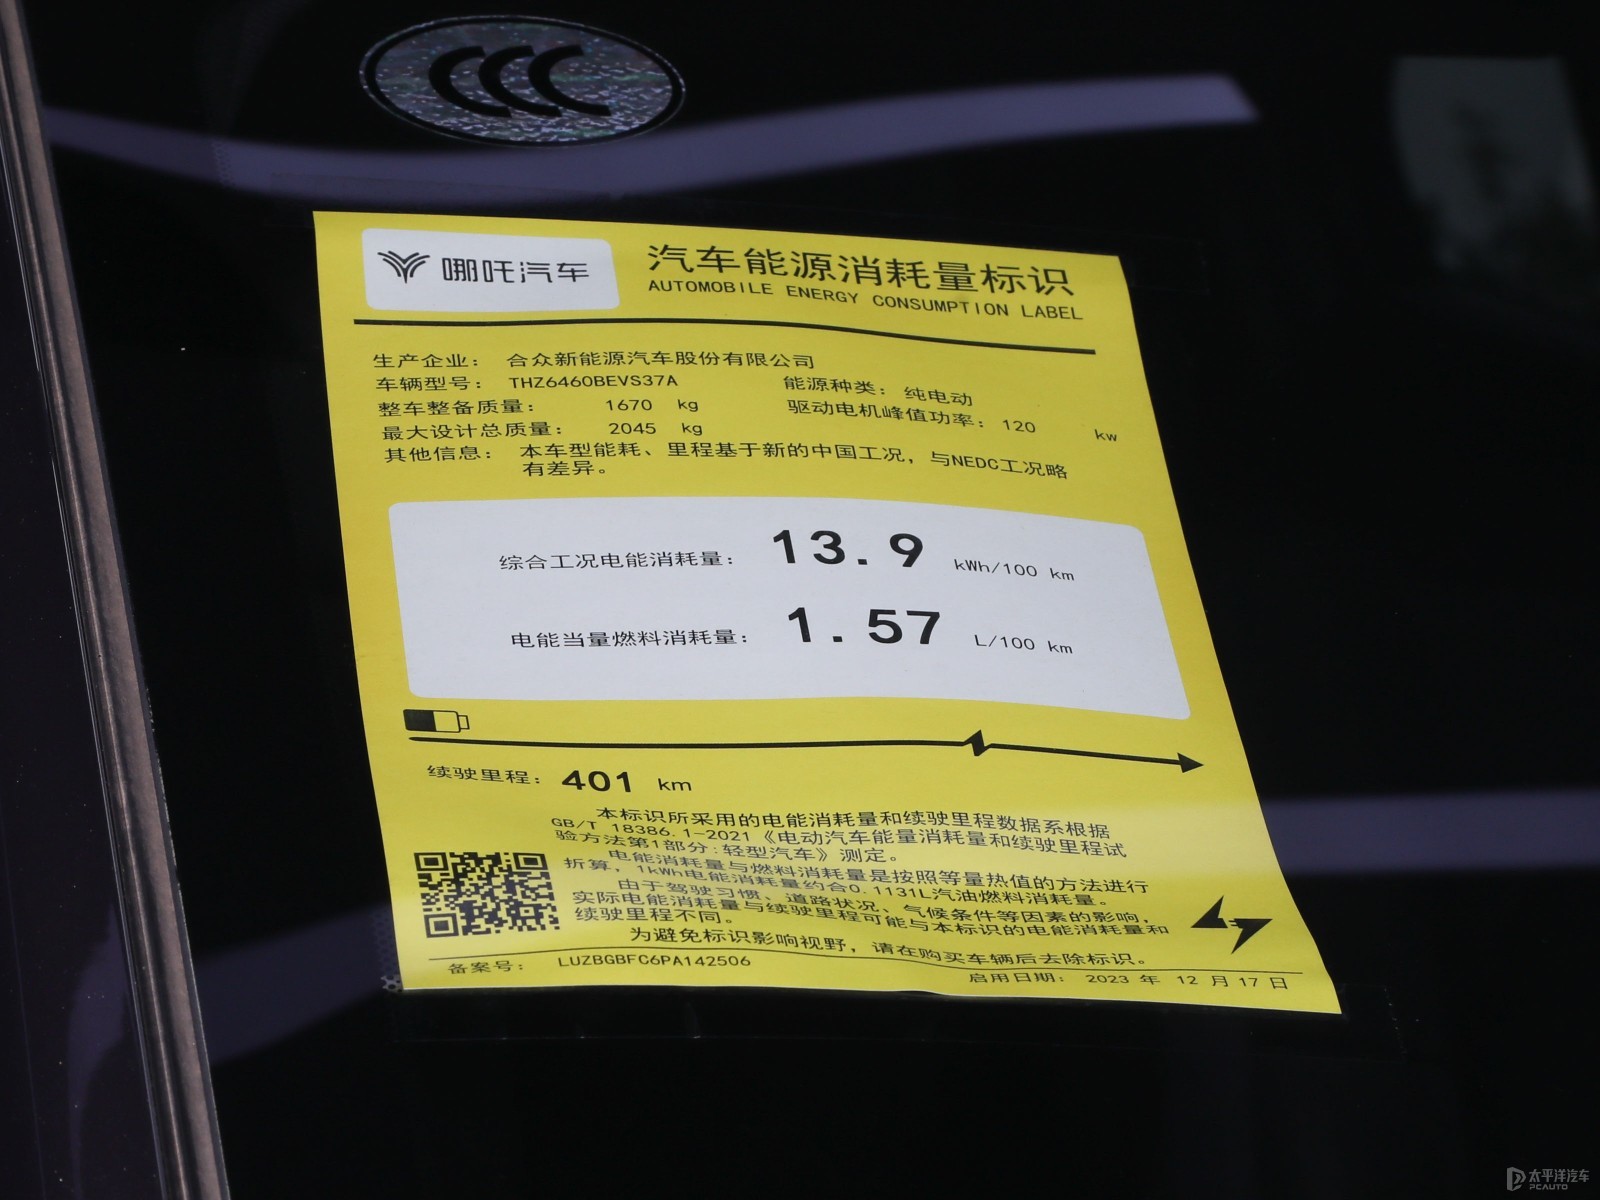 CCC
哪吒汽车
汽车能源消耗量标识
AUTOMOBILE ENERGY CONSUMPTION LABEL
生产企业: 合众新能源汽车股份有限公司
车辆型号: THZ6460BEVS37A 能源种类: 纯电动
整车整备质量: 1670 kg 驱动电机峰值功率: 120 kw
最大设计总质量: 2045 kg
其他信息: 本车型能耗、里程基于新的中国工况, 与NEDC工况略
有差异。
综合工况电能消耗量: 13.9 kWh/100 km
电能当量燃料消耗量: 1.57 L/100 km
续驶里程: 401 km
本标识所采用的电能消耗量和续驶里程数据系根据
GB/T 18386.1-2021《电动汽车能量消耗量和续驶里程试
验方法第1部分:轻型汽车》测定。
电能消耗量与燃料消耗量是按照等量热值的方法进行
折算, 1kWh电能消耗量约合0.1131L汽油燃料消耗量。
由于驾驶习惯、道路状况、气候条件等因素的影响,
实际电能消耗量与续驶里程可能与本标识的电能消耗量和
续驶里程不同。
为避免标识影响视野, 请在购买车辆后去除标识。
备案号: LUZBGBFC6PA142506
启用日期: 2023 年 12 月 17 日
太平洋汽车
PCAUTO